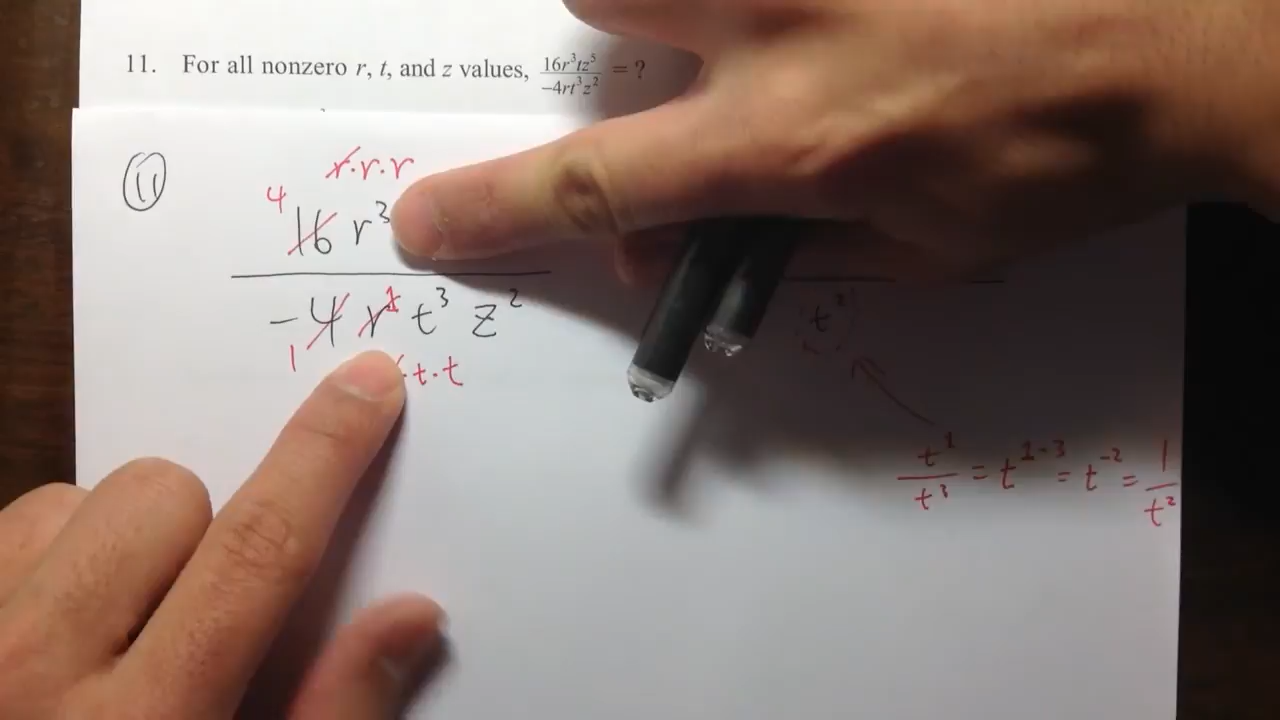 11. For all nonzero r, t, and z values, 16r³tz⁵ / -4rt³z² = ?
(11)
r·r·r
4
16 r³
-4 r¹ t³ z²
1
·t·t
t²
t¹/t³ = t¹⁻³ = t⁻² = 1/t²